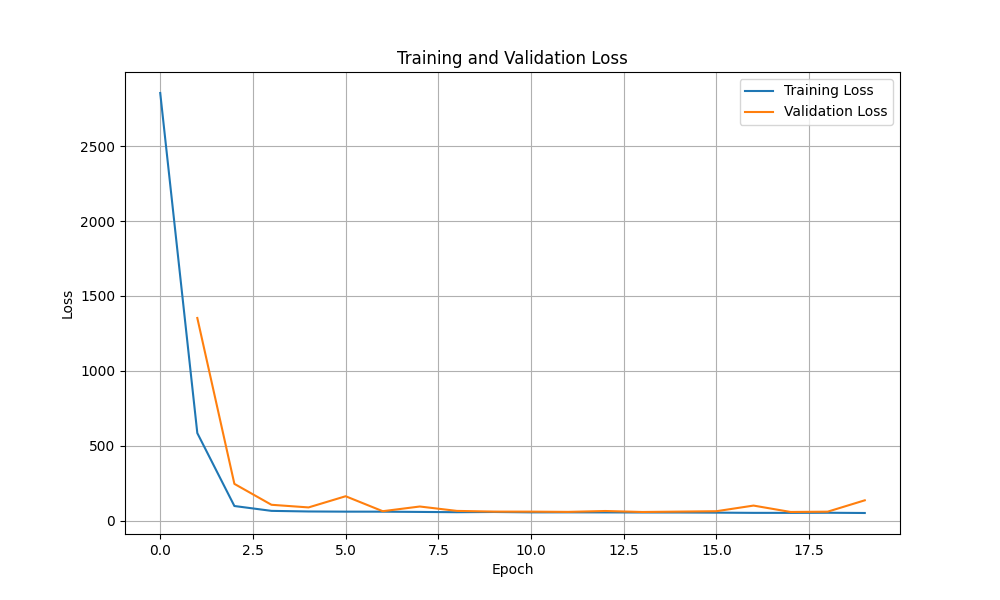 Training and Validation Loss
Training Loss
Validation Loss
2500
2000
1500
1000
500
0
Loss
0.0 2.5 5.0 7.5 10.0 12.5 15.0 17.5
Epoch